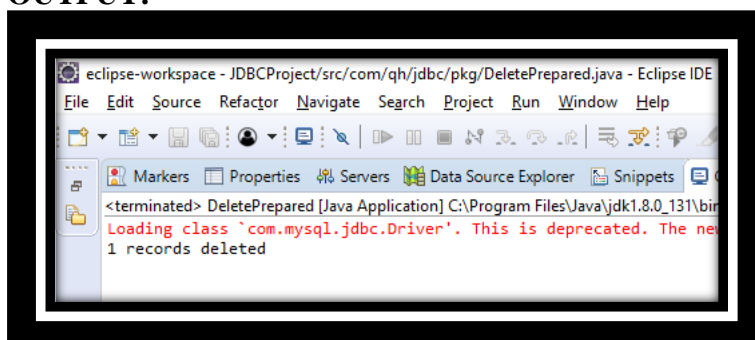 OUTPUT:
eclipse-workspace - JDBCProject/src/com/qh/jdbc/pkg/DeletePrepared.java - Eclipse IDE
File Edit Source Refactor Navigate Search Project Run Window Help
Markers Properties Servers Data Source Explorer Snippets
<terminated> DeletePrepared [Java Application] C:\Program Files\Java\jdk1.8.0_131\bin
Loading class `com.mysql.jdbc.Driver'. This is deprecated. The new
1 records deleted